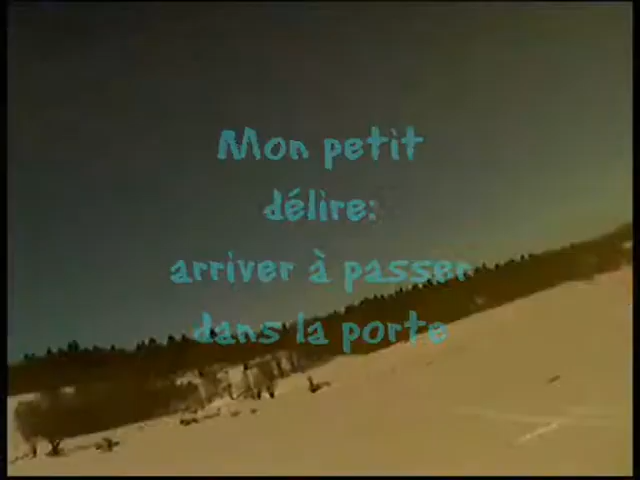 Mon petit
délire:
arriver à passer
dans la porte